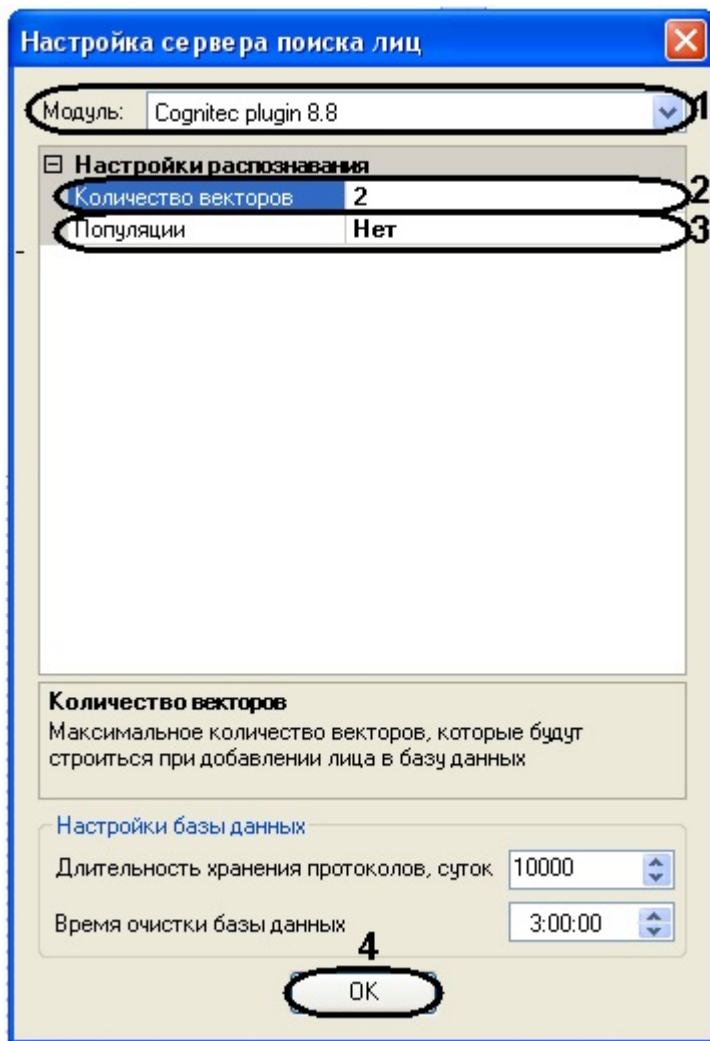 Настройка сервера поиска лиц
Модуль: Cognitec plugin 8.8 1
Настройки распознавания
Количество векторов 2 2
Популяции Нет 3
Количество векторов
Максимальное количество векторов, которые будут
строиться при добавлении лица в базу данных
Настройки базы данных
Длительность хранения протоколов, суток 10000
Время очистки базы данных 3:00:00
4
OK